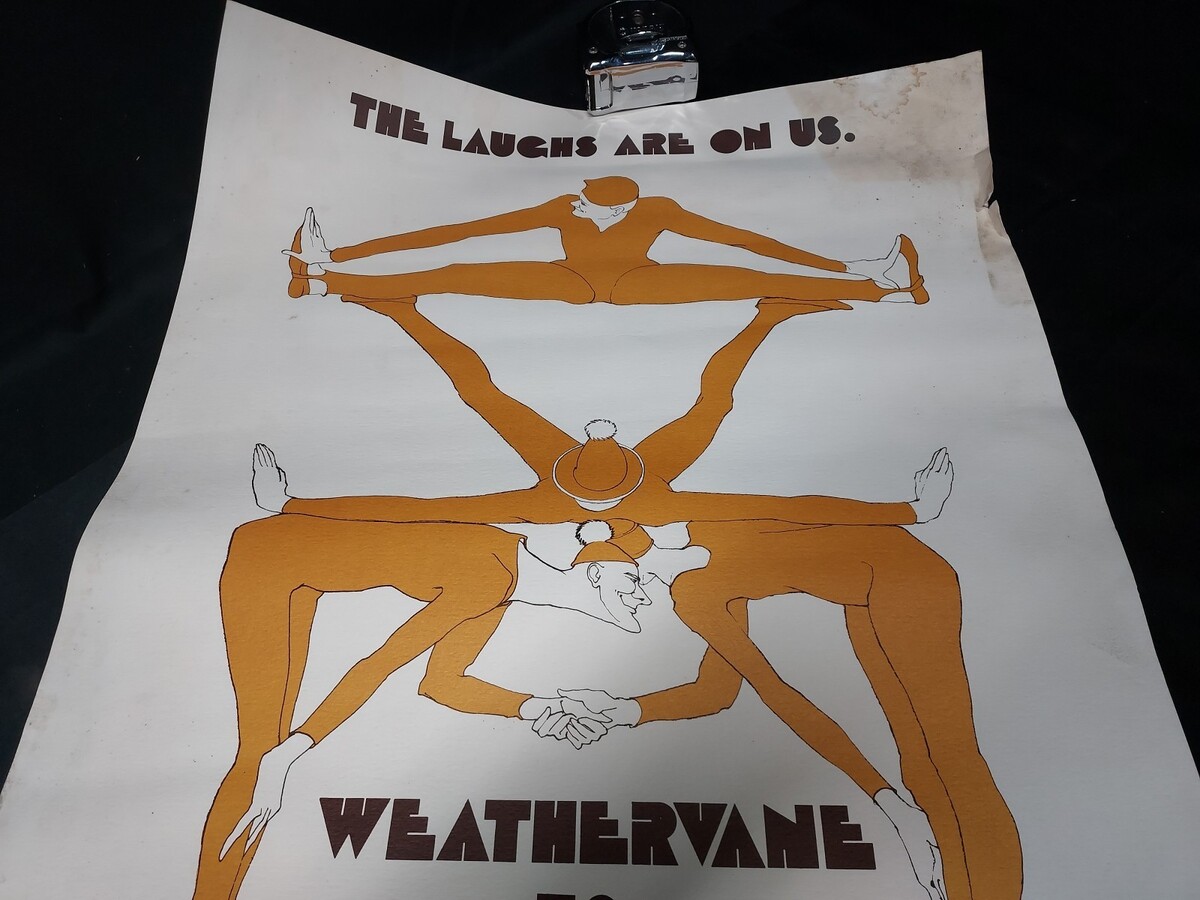 THE LAUGHS ARE ON US.
WEATHERVANE